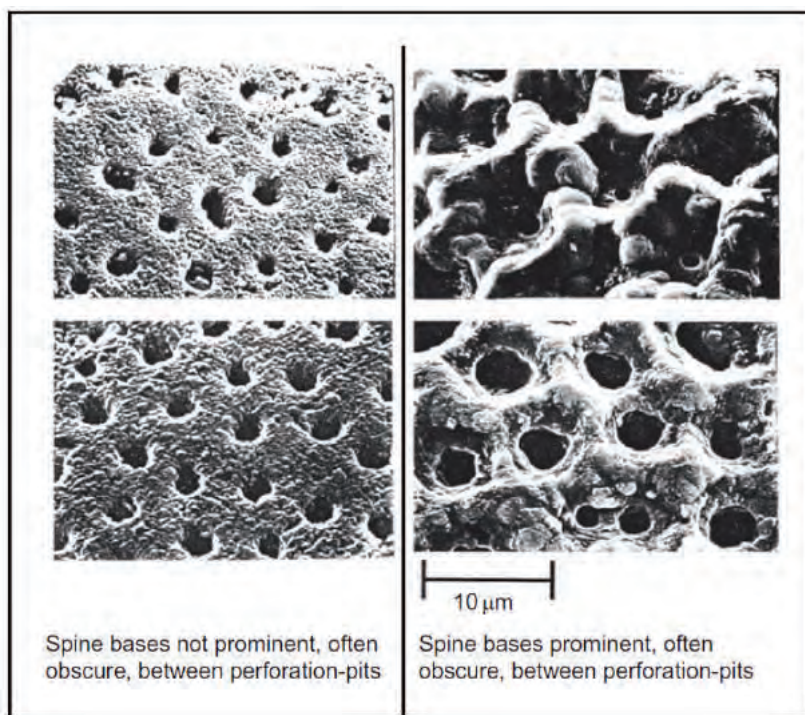 10 μm
Spine bases not prominent, often
obscure, between perforation-pits
Spine bases prominent, often
obscure, between perforation-pits